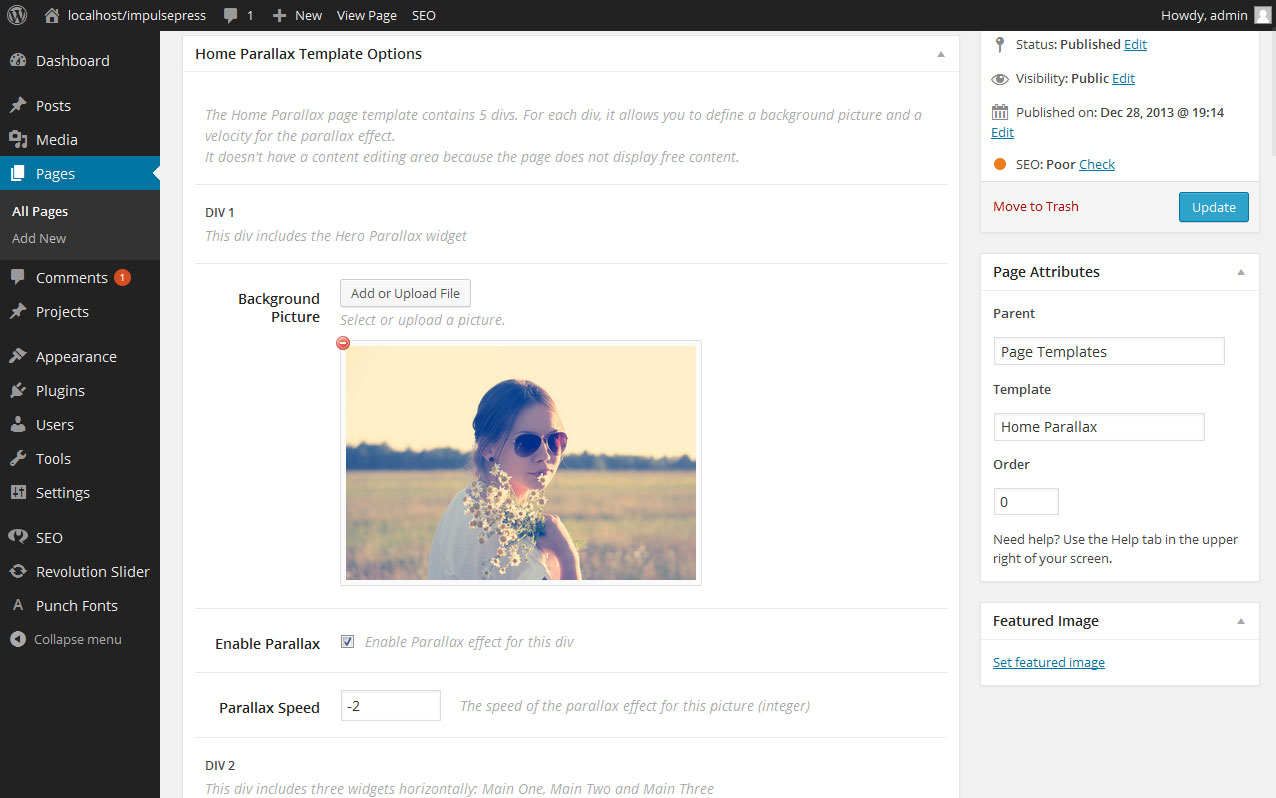 localhost/impulsepress 1 New View Page SEO Howdy, admin
Dashboard
Posts
Media
Pages
All Pages
Add New
Comments 1
Projects
Appearance
Plugins
Users
Tools
Settings
SEO
Revolution Slider
A Punch Fonts
Collapse menu
Home Parallax Template Options
The Home Parallax page template contains 5 divs. For each div, it allows you to define a background picture and a
velocity for the parallax effect.
It doesn't have a content editing area because the page does not display free content.
DIV 1
This div includes the Hero Parallax widget
Background
Picture
Add or Upload File
Select or upload a picture.
Enable Parallax
Enable Parallax effect for this div
Parallax Speed
-2
The speed of the parallax effect for this picture (integer)
DIV 2
This div includes three widgets horizontally: Main One, Main Two and Main Three
Status: Published Edit
Visibility: Public Edit
Published on: Dec 28, 2013 @ 19:14
Edit
SEO: Poor Check
Move to Trash
Update
Page Attributes
Parent
Page Templates
Template
Home Parallax
Order
0
Need help? Use the Help tab in the upper
right of your screen.
Featured Image
Set featured image